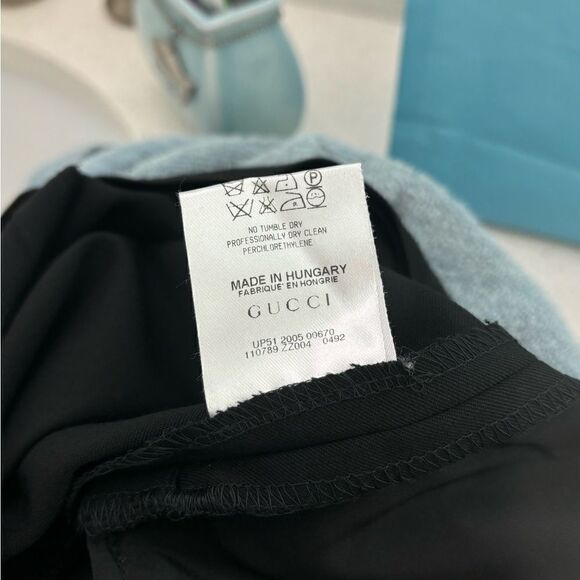 P
NO TUMBLE DRY
PROFESSIONALLY DRY CLEAN
PERCHLORETHYLENE
MADE IN HUNGARY
FABRIQUE EN HONGRIE
GUCCI
UP51 2005 00670
110789 ZZ004 0492